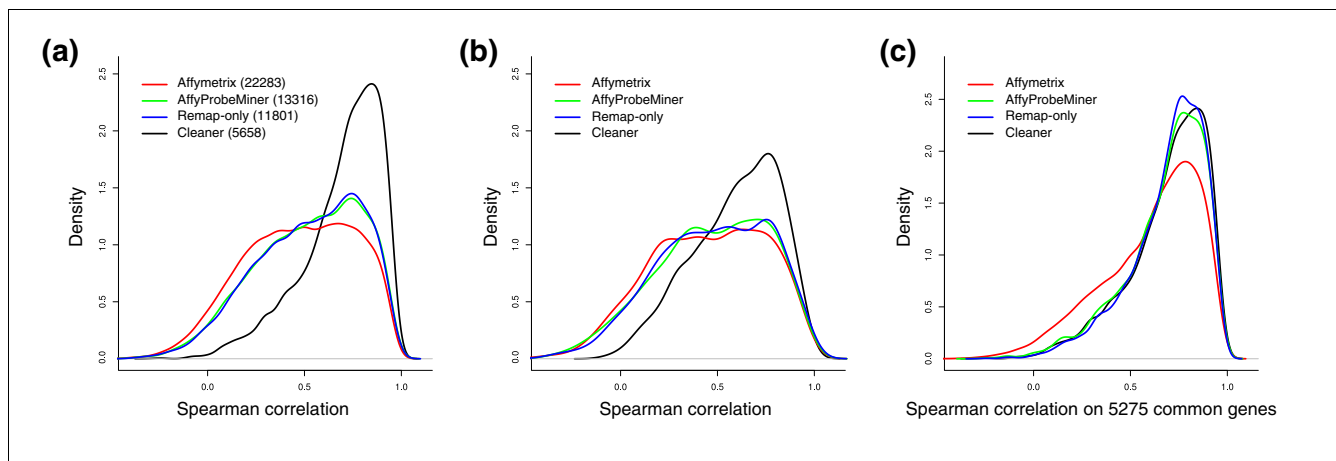 (a)
2.5
2.0
1.5
1.0
0.5
0.0
Density
Affymetrix (22283)
AffyProbeMiner (13316)
Remap-only (11801)
Cleaner (5658)
0.0 0.5 1.0
Spearman correlation
(b)
2.5
2.0
1.5
1.0
0.5
0.0
Density
Affymetrix
AffyProbeMiner
Remap-only
Cleaner
0.0 0.5 1.0
Spearman correlation
(c)
2.5
2.0
1.5
1.0
0.5
0.0
Density
Affymetrix
AffyProbeMiner
Remap-only
Cleaner
0.0 0.5 1.0
Spearman correlation on 5275 common genes